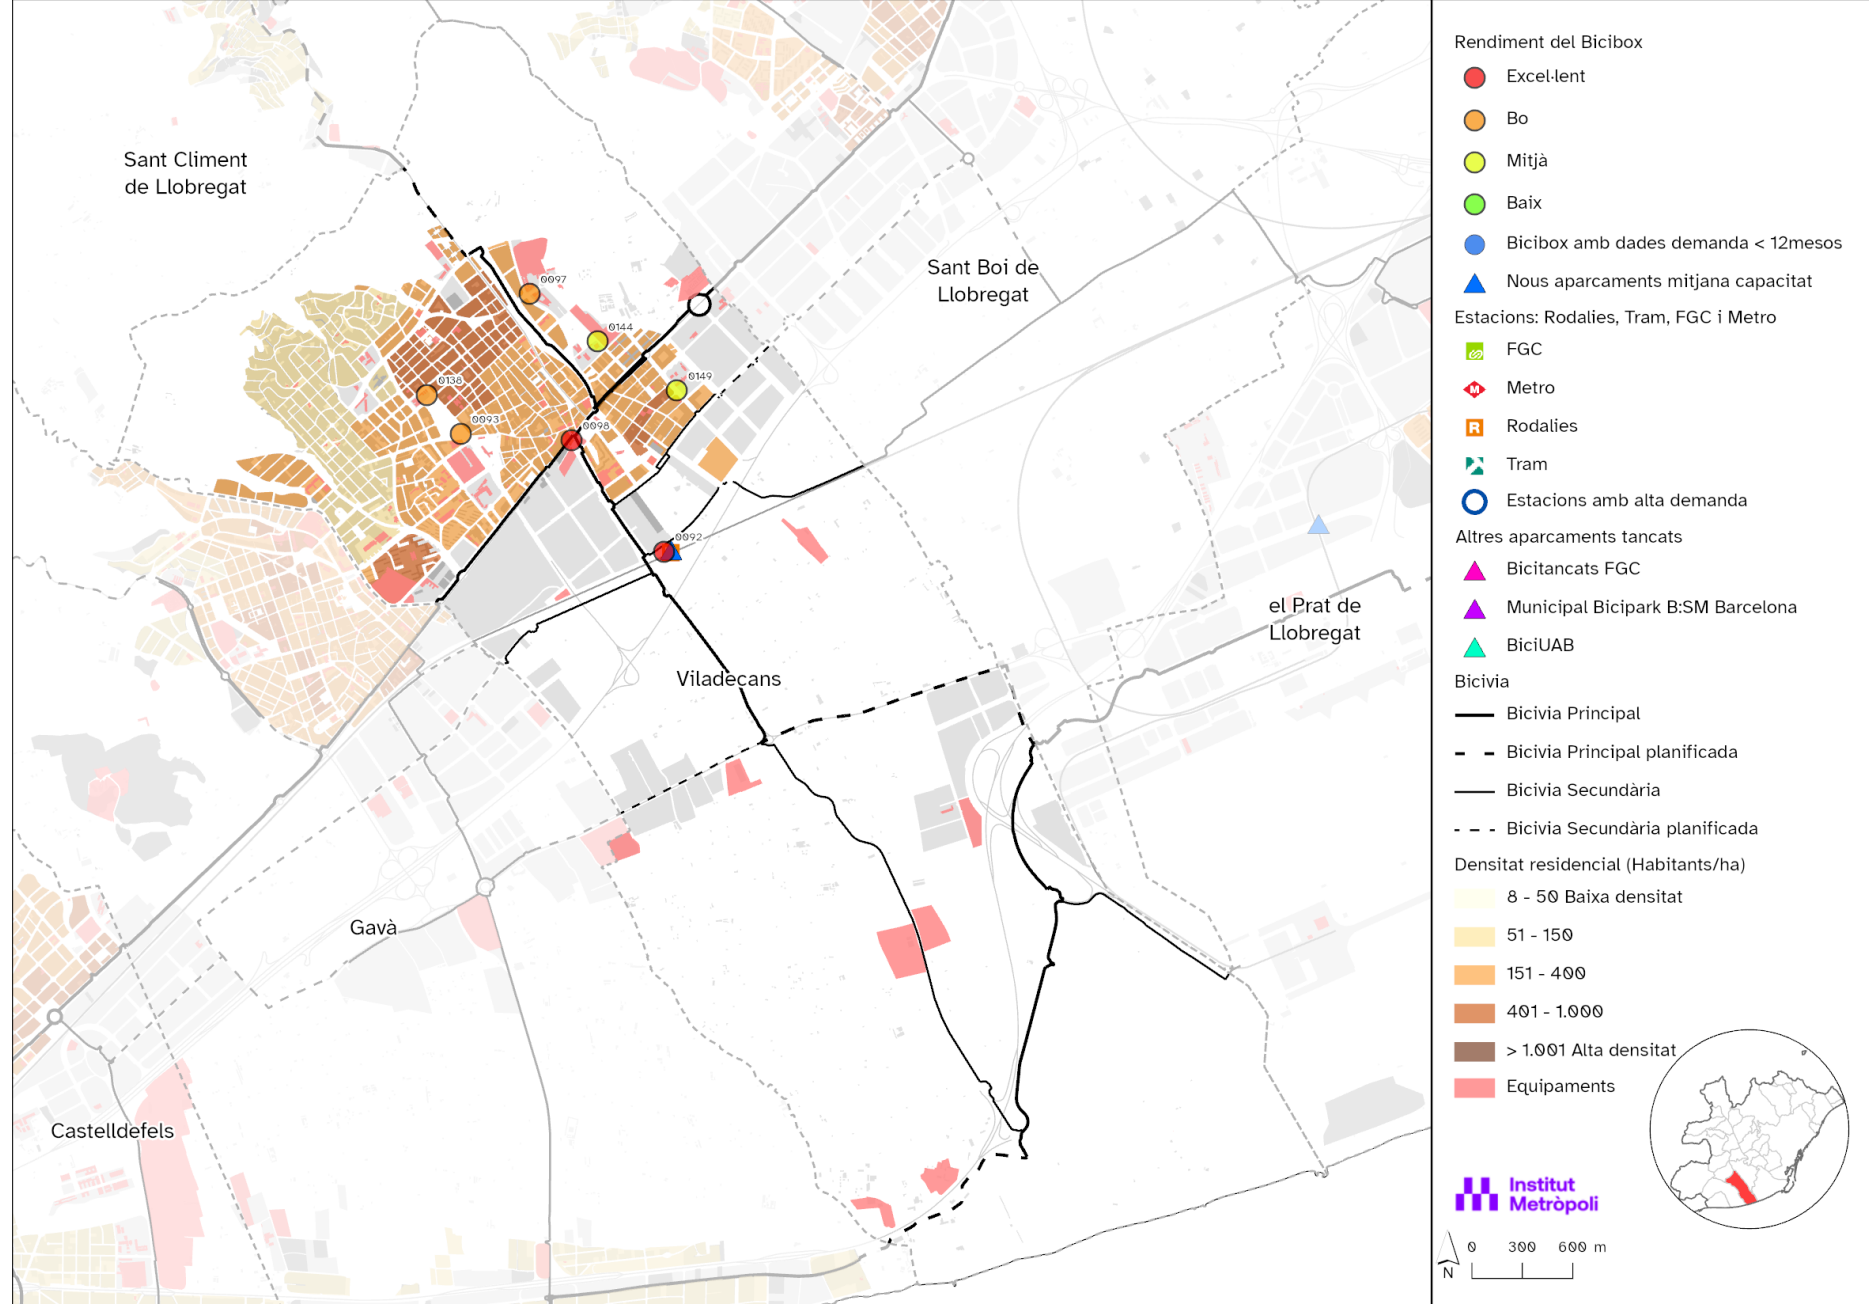 Sant Climent
de Llobregat
Sant Boi de
Llobregat
0097
0144
0149
0138
0093
0098
0092
el Prat de
Llobregat
Viladecans
Gavà
Castelldefels
Rendiment del Bicibox
Excel·lent
Bo
Mitjà
Baix
Bicibox amb dades demanda < 12mesos
Nous aparcaments mitjana capacitat
Estacions: Rodalies, Tram, FGC i Metro
FGC
M Metro
R Rodalies
Tram
Estacions amb alta demanda
Altres aparcaments tancats
Bicitancats FGC
Municipal Bicipark B:SM Barcelona
BiciUAB
Bicivia
Bicivia Principal
Bicivia Principal planificada
Bicivia Secundària
Bicivia Secundària planificada
Densitat residencial (Habitants/ha)
8 - 50 Baixa densitat
51 - 150
151 - 400
401 - 1.000
> 1.001 Alta densitat
Equipaments
Institut
Metròpoli
N
0 300 600 m